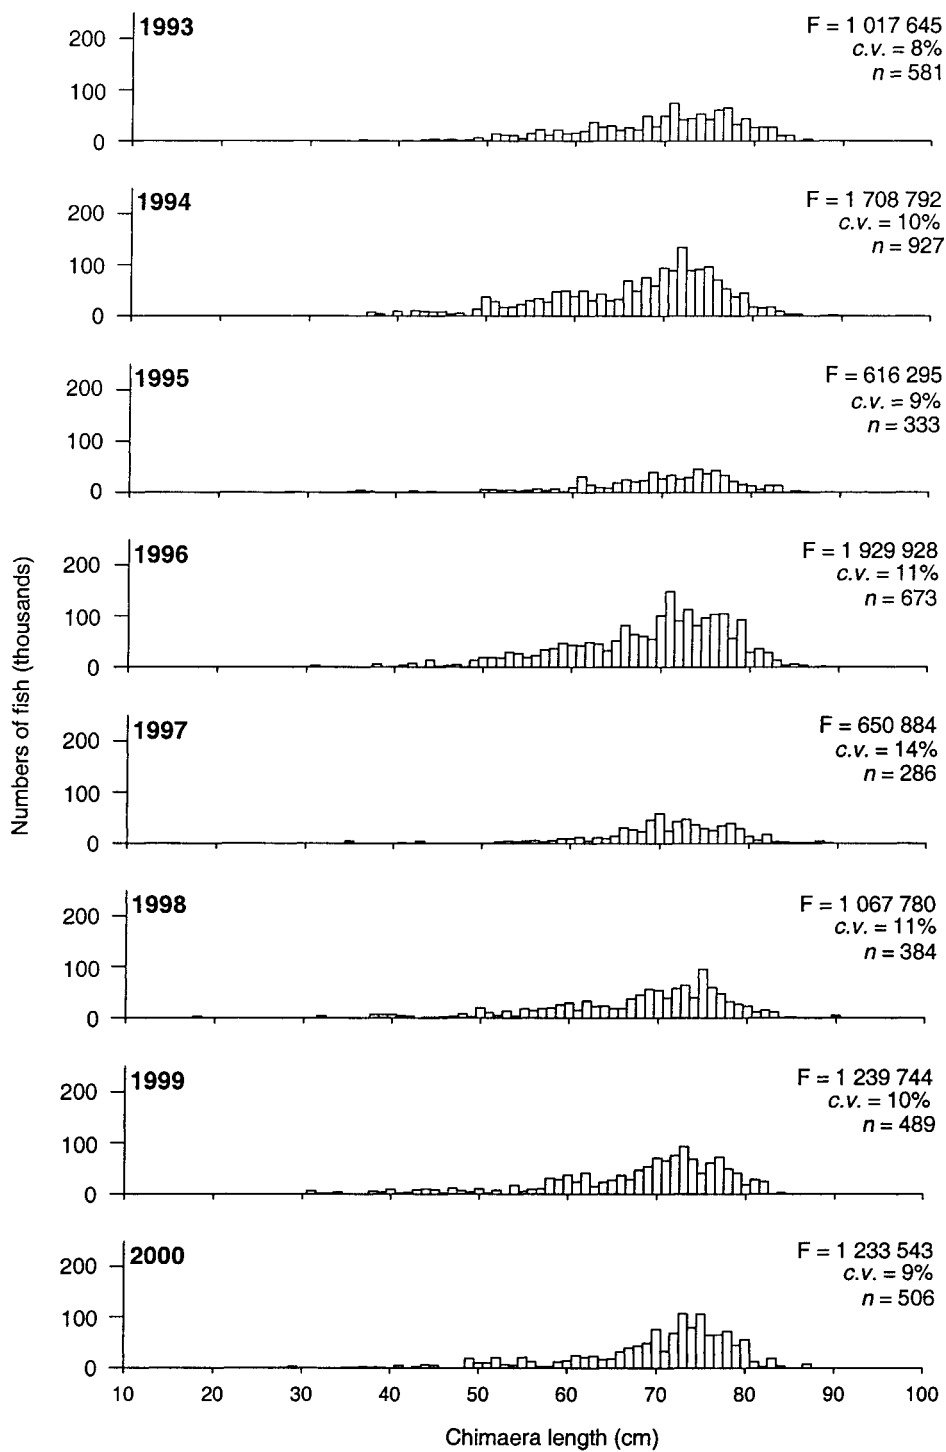 1993
F = 1 017 645
c.v. = 8%
n = 581
200
100
0
1994
F = 1 708 792
c.v. = 10%
n = 927
200
100
0
1995
F = 616 295
c.v. = 9%
n = 333
200
100
0
1996
F = 1 929 928
c.v. = 11%
n = 673
200
100
0
Numbers of fish (thousands)
1997
F = 650 884
c.v. = 14%
n = 286
200
100
0
1998
F = 1 067 780
c.v. = 11%
n = 384
200
100
0
1999
F = 1 239 744
c.v. = 10%
n = 489
200
100
0
2000
F = 1 233 543
c.v. = 9%
n = 506
200
100
0
10 20 30 40 50 60 70 80 90 100
Chimaera length (cm)